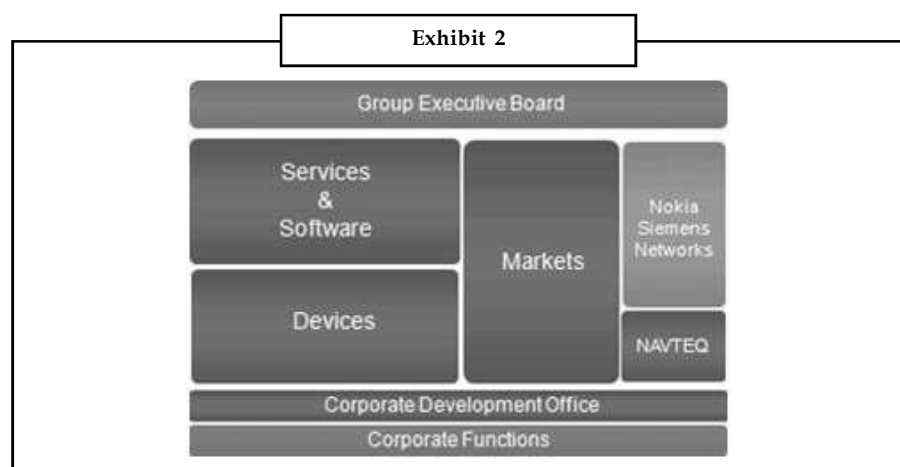 Exhibit 2
Group Executive Board
Services
&
Software
Devices
Markets
Nokia
Siemens
Networks
NAVTEQ
Corporate Development Office
Corporate Functions